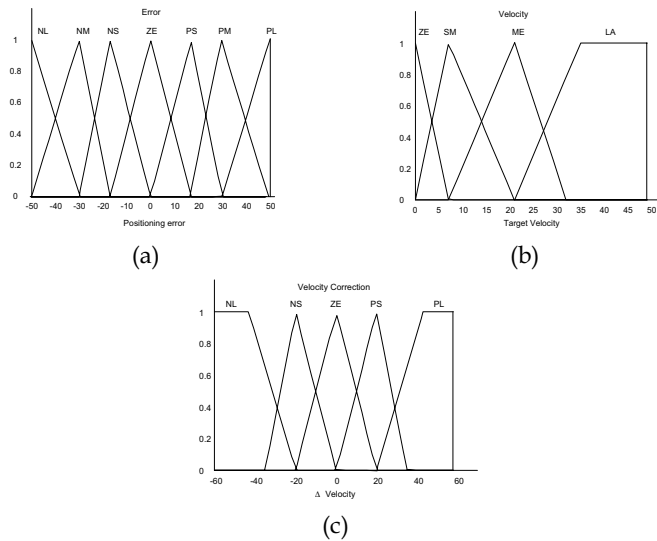 Error
NL NM NS ZE PS PM PL
1
0.8
0.6
0.4
0.2
0
-50 -40 -30 -20 -10 0 10 20 30 40 50
Positioning error
(a)
Velocity
ZE SM ME LA
1
0.8
0.6
0.4
0.2
0
0 5 10 15 20 25 30 35 40 45 50
Target Velocity
(b)
Velocity Correction
NL NS ZE PS PL
1
0.8
0.6
0.4
0.2
0
-60 -40 -20 0 20 40 60
Δ Velocity
(c)